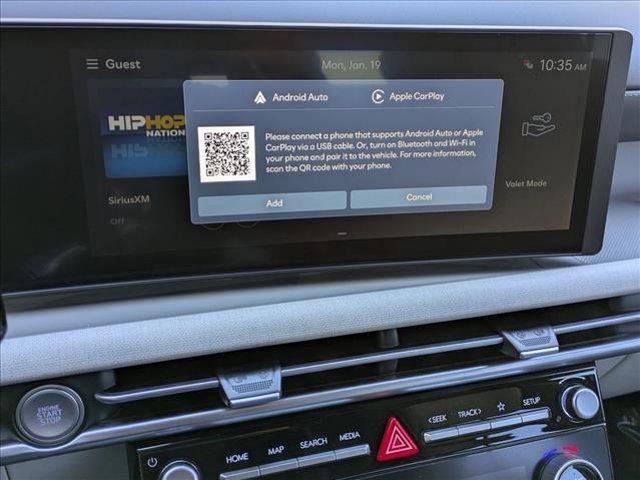 Guest
Mon, Jan. 19
10:35 AM
Android Auto
Apple CarPlay
HIPHOP
NATION
Please connect a phone that supports Android Auto or Apple
CarPlay via a USB cable. Or, turn on Bluetooth and Wi-Fi in
your phone and pair it to the vehicle. For more information,
scan the QR code with your phone.
Add
Cancel
SiriusXM
Off
Valet Mode
ENGINE
START
STOP
HOME
MAP
SEARCH
MEDIA
<SEEK
TRACK>
SETUP